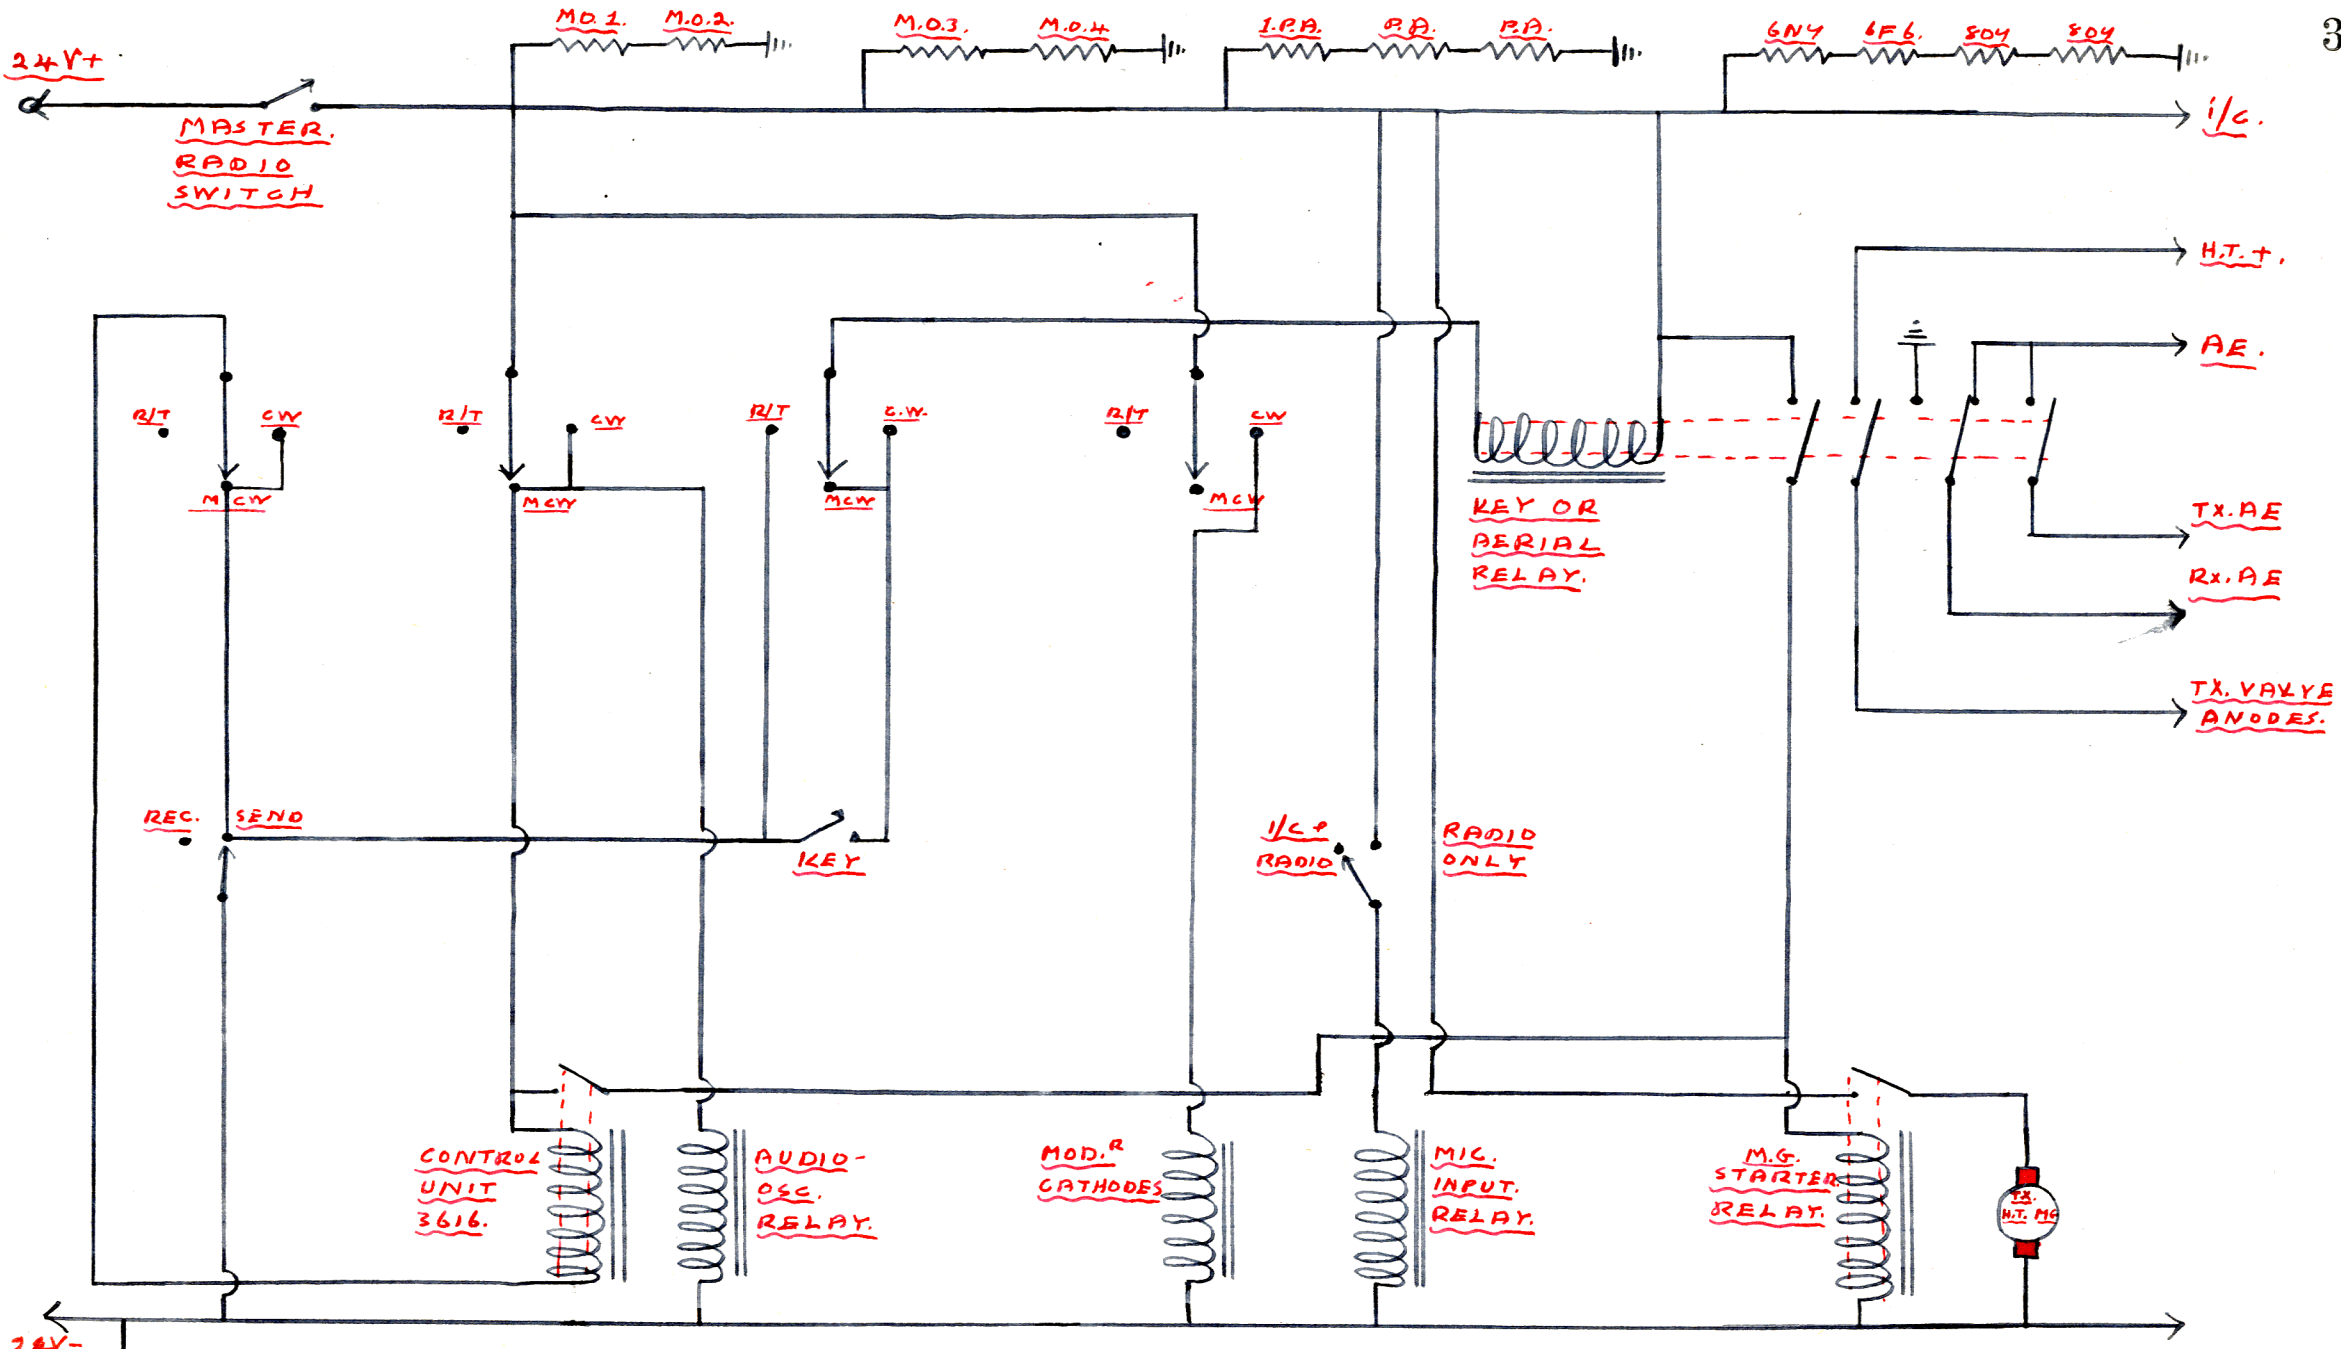 3
M.O.1. M.O.2. M.O.3. M.O.4 I.P.A. P.A. P.A. 6N7 6F6. 807 807
24V+
MASTER.
RADIO
SWITCH
i/c.
H.T.+.
AE.
R/T CW R/T CW R/T C.W. R/T CW
MCW MCW MCW MCW
KEY OR
AERIAL
RELAY.
TX.AE
Rx.AE
TX. VALVE
ANODES.
REC. SEND
KEY
I/C &
RADIO
RADIO
ONLY
CONTROL
UNIT
3616.
AUDIO-
OSC.
RELAY.
MOD.R
CATHODES
MIC.
INPUT.
RELAY.
M.G.
STARTER
RELAY.
TX.
H.T. MG
24V-